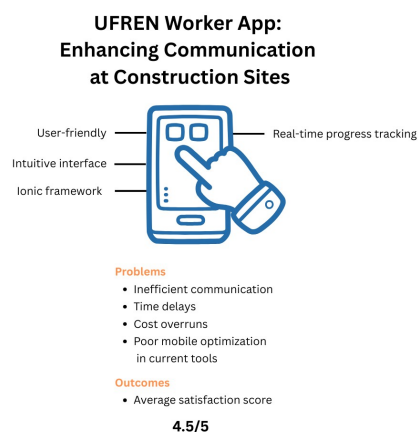 UFREN Worker App:
Enhancing Communication
at Construction Sites
User-friendly
Real-time progress tracking
Intuitive interface
Ionic framework
Problems
• Inefficient communication
• Time delays
• Cost overruns
• Poor mobile optimization
in current tools
Outcomes
• Average satisfaction score
4.5/5